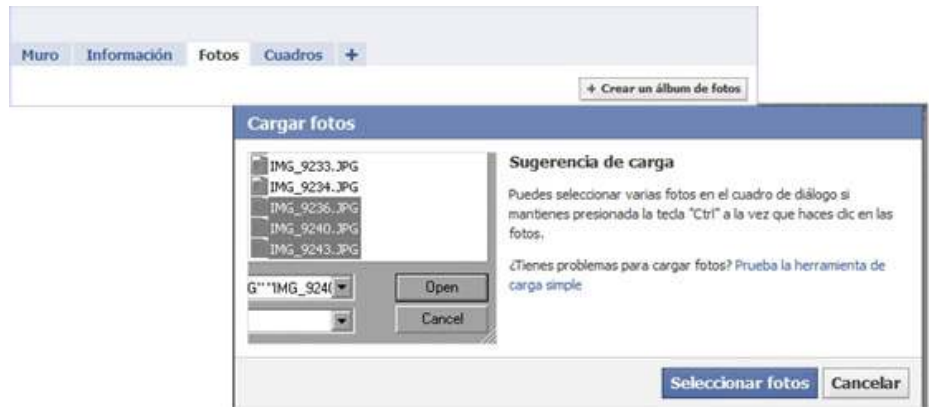 Muro Información Fotos Cuadros +
+ Crear un álbum de fotos
Cargar fotos
IMG_9233.JPG
IMG_9234.JPG
IMG_9236.JPG
IMG_9240.JPG
IMG_9243.JPG
G""IMG_924(
Open
Cancel
Sugerencia de carga
Puedes seleccionar varias fotos en el cuadro de diálogo si
mantienes presionada la tecla "Ctrl" a la vez que haces clic en las
fotos.
¿Tienes problemas para cargar fotos? Prueba la herramienta de
carga simple
Seleccionar fotos Cancelar